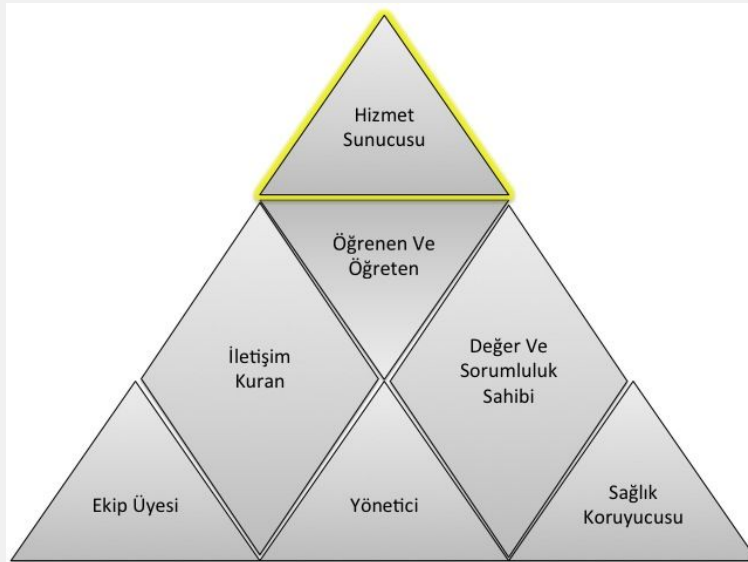 Hizmet
Sunucusu
Öğrenen Ve
Öğreten
İletişim
Kuran
Değer Ve
Sorumluluk
Sahibi
Ekip Üyesi
Yönetici
Sağlık
Koruyucusu